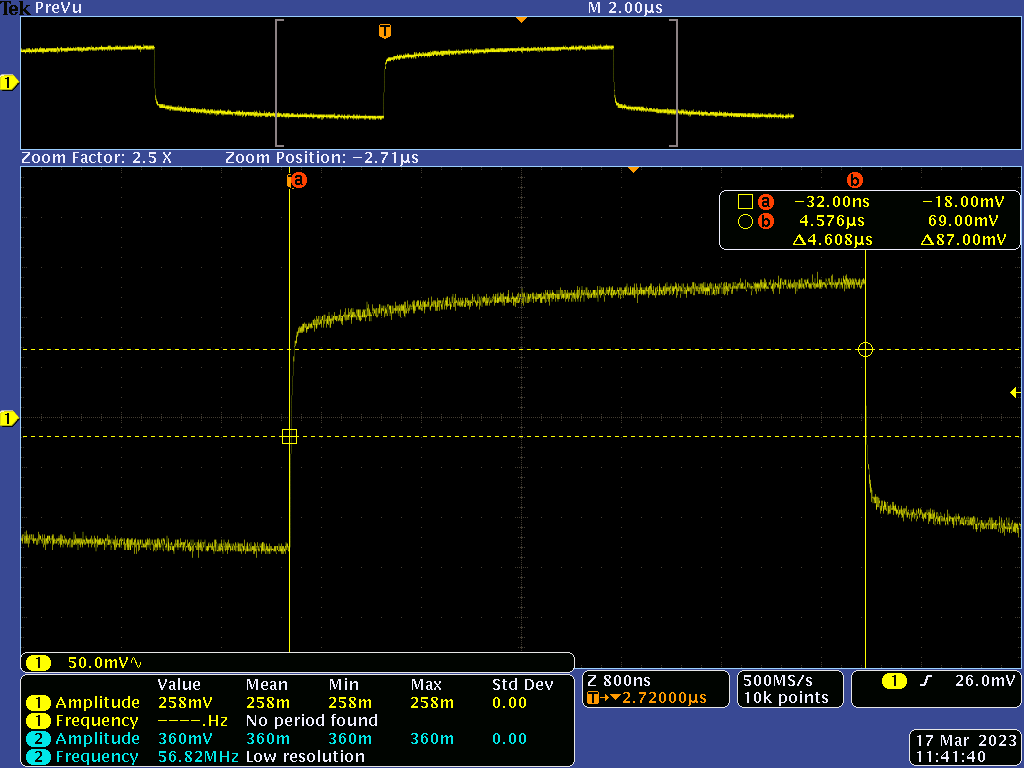 Tek PreVu M 2.00µs
T
1
Zoom Factor: 2.5 X Zoom Position: −2.71µs
a b
a −32.00ns −18.00mV
b 4.576µs 69.00mV
Δ4.608µs Δ87.00mV
1
1 50.0mV∿
Value Mean Min Max Std Dev
1 Amplitude 258mV 258m 258m 258m 0.00
1 Frequency ----.Hz No period found
2 Amplitude 360mV 360m 360m 360m 0.00
2 Frequency 56.82MHz Low resolution
Z 800ns
T→▼2.72000µs
500MS/s
10k points
1 ∫ 26.0mV
17 Mar 2023
11:41:40